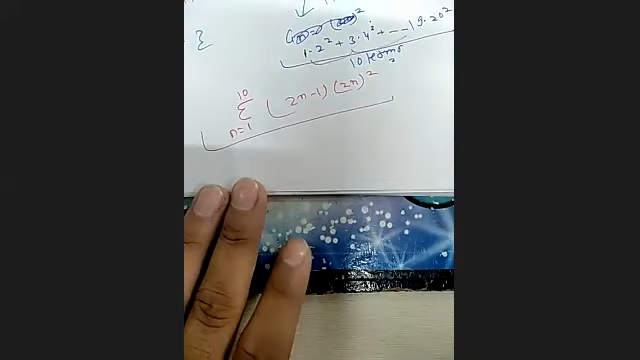 Σ
1·2² + 3·4² + -- 19·20²
10 terms
10
Σ (2n-1) (2n)²
n=1